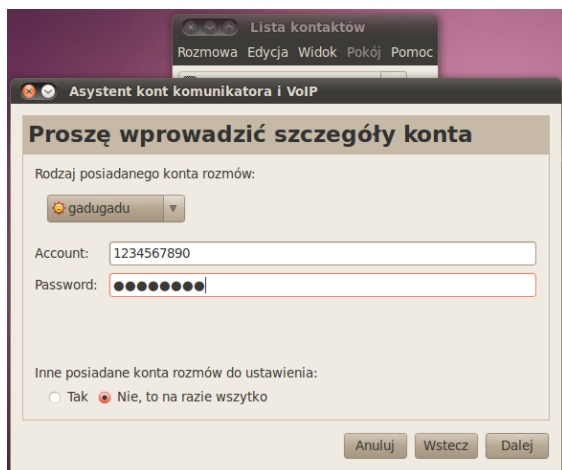 Lista kontaktów
Rozmowa Edycja Widok Pokój Pomoc
Asystent kont komunikatora i VoIP
Proszę wprowadzić szczegóły konta
Rodzaj posiadanego konta rozmów:
gadugadu
Account: 1234567890
Password: ●●●●●●●●
Inne posiadane konta rozmów do ustawienia:
Tak Nie, to na razie wszytko
Anuluj Wstecz Dalej